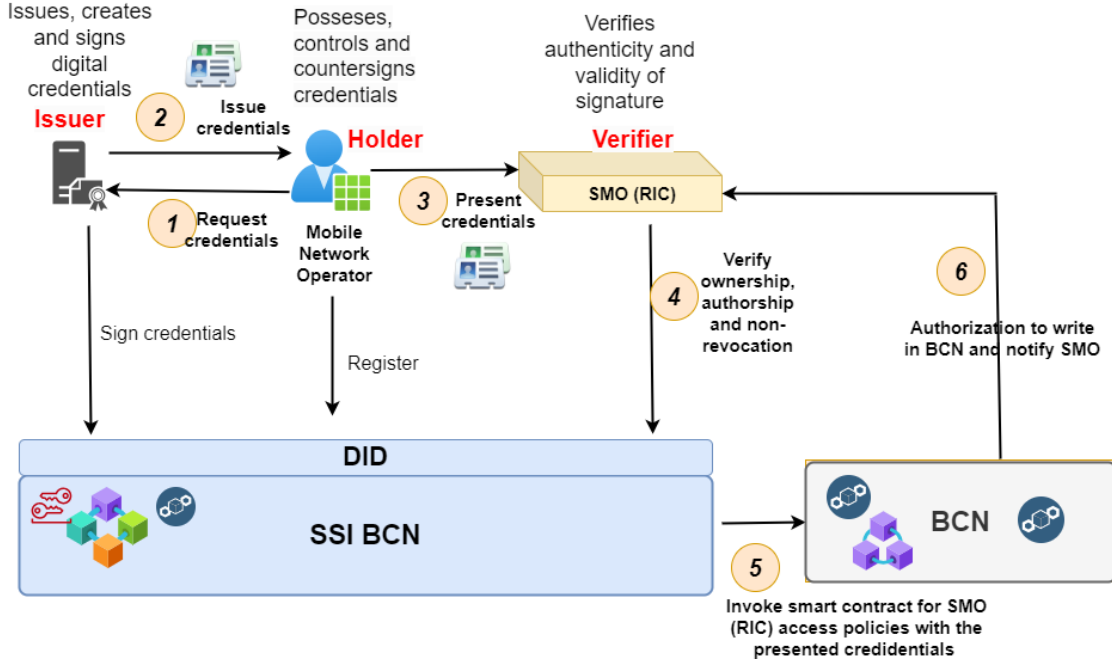 Issues, creates
and signs
digital
credentials
Issuer
Posseses,
controls and
countersigns
credentials
Holder
Verifies
authenticity and
validity of
signature
Verifier
2
Issue
credentials
1
Request
credentials
Mobile
Network
Operator
3
Present
credentials
SMO (RIC)
4
Verify
ownership,
authorship
and non-
revocation
6
Authorization to write
in BCN and notify SMO
Sign credentials
Register
DID
SSI BCN
BCN
5
Invoke smart contract for SMO
(RIC) access policies with the
presented credidentials